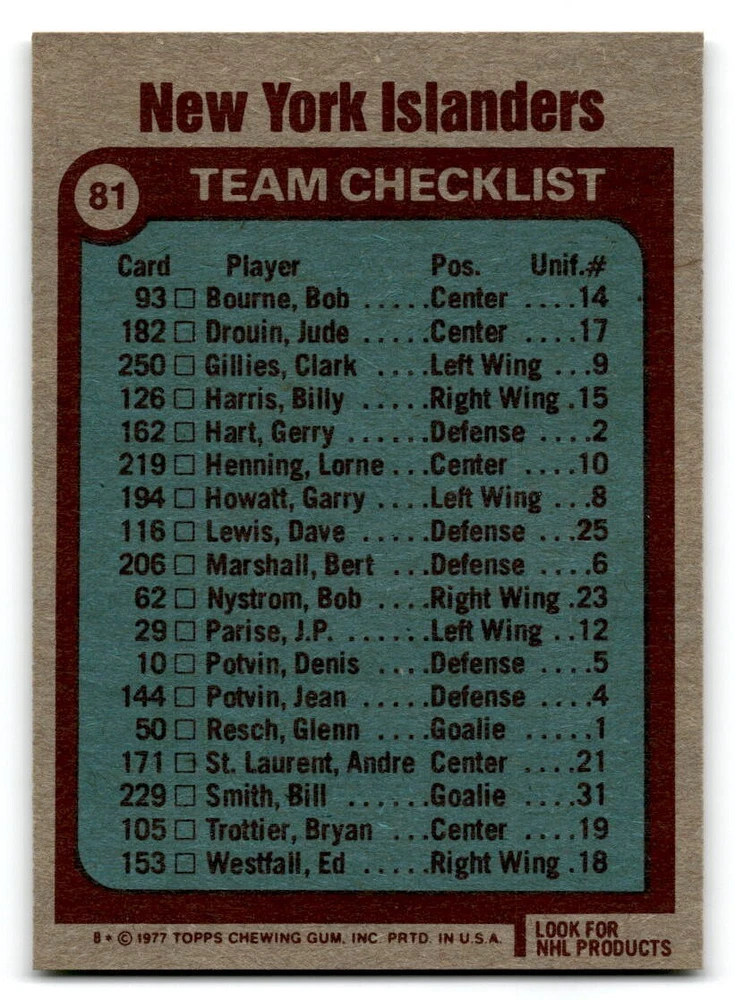 New York Islanders
81 TEAM CHECKLIST
Card Player Pos. Unif.#
93 □ Bourne, Bob .....Center ....14
182 □ Drouin, Jude .....Center ....17
250 □ Gillies, Clark ....Left Wing ...9
126 □ Harris, Billy .....Right Wing .15
162 □ Hart, Gerry ......Defense ....2
219 □ Henning, Lorne ...Center ....10
194 □ Howatt, Garry ....Left Wing ...8
116 □ Lewis, Dave .....Defense ...25
206 □ Marshall, Bert ...Defense ....6
62 □ Nystrom, Bob ....Right Wing .23
29 □ Parise, J.P. ......Left Wing ..12
10 □ Potvin, Denis ....Defense ....5
144 □ Potvin, Jean .....Defense ....4
50 □ Resch, Glenn ....Goalie .....1
171 □ St. Laurent, Andre Center ....21
229 □ Smith, Bill ......Goalie ....31
105 □ Trottier, Bryan ...Center ....19
153 □ Westfall, Ed .....Right Wing .18
8* © 1977 TOPPS CHEWING GUM, INC. PRTD. IN U.S.A.
LOOK FOR
NHL PRODUCTS